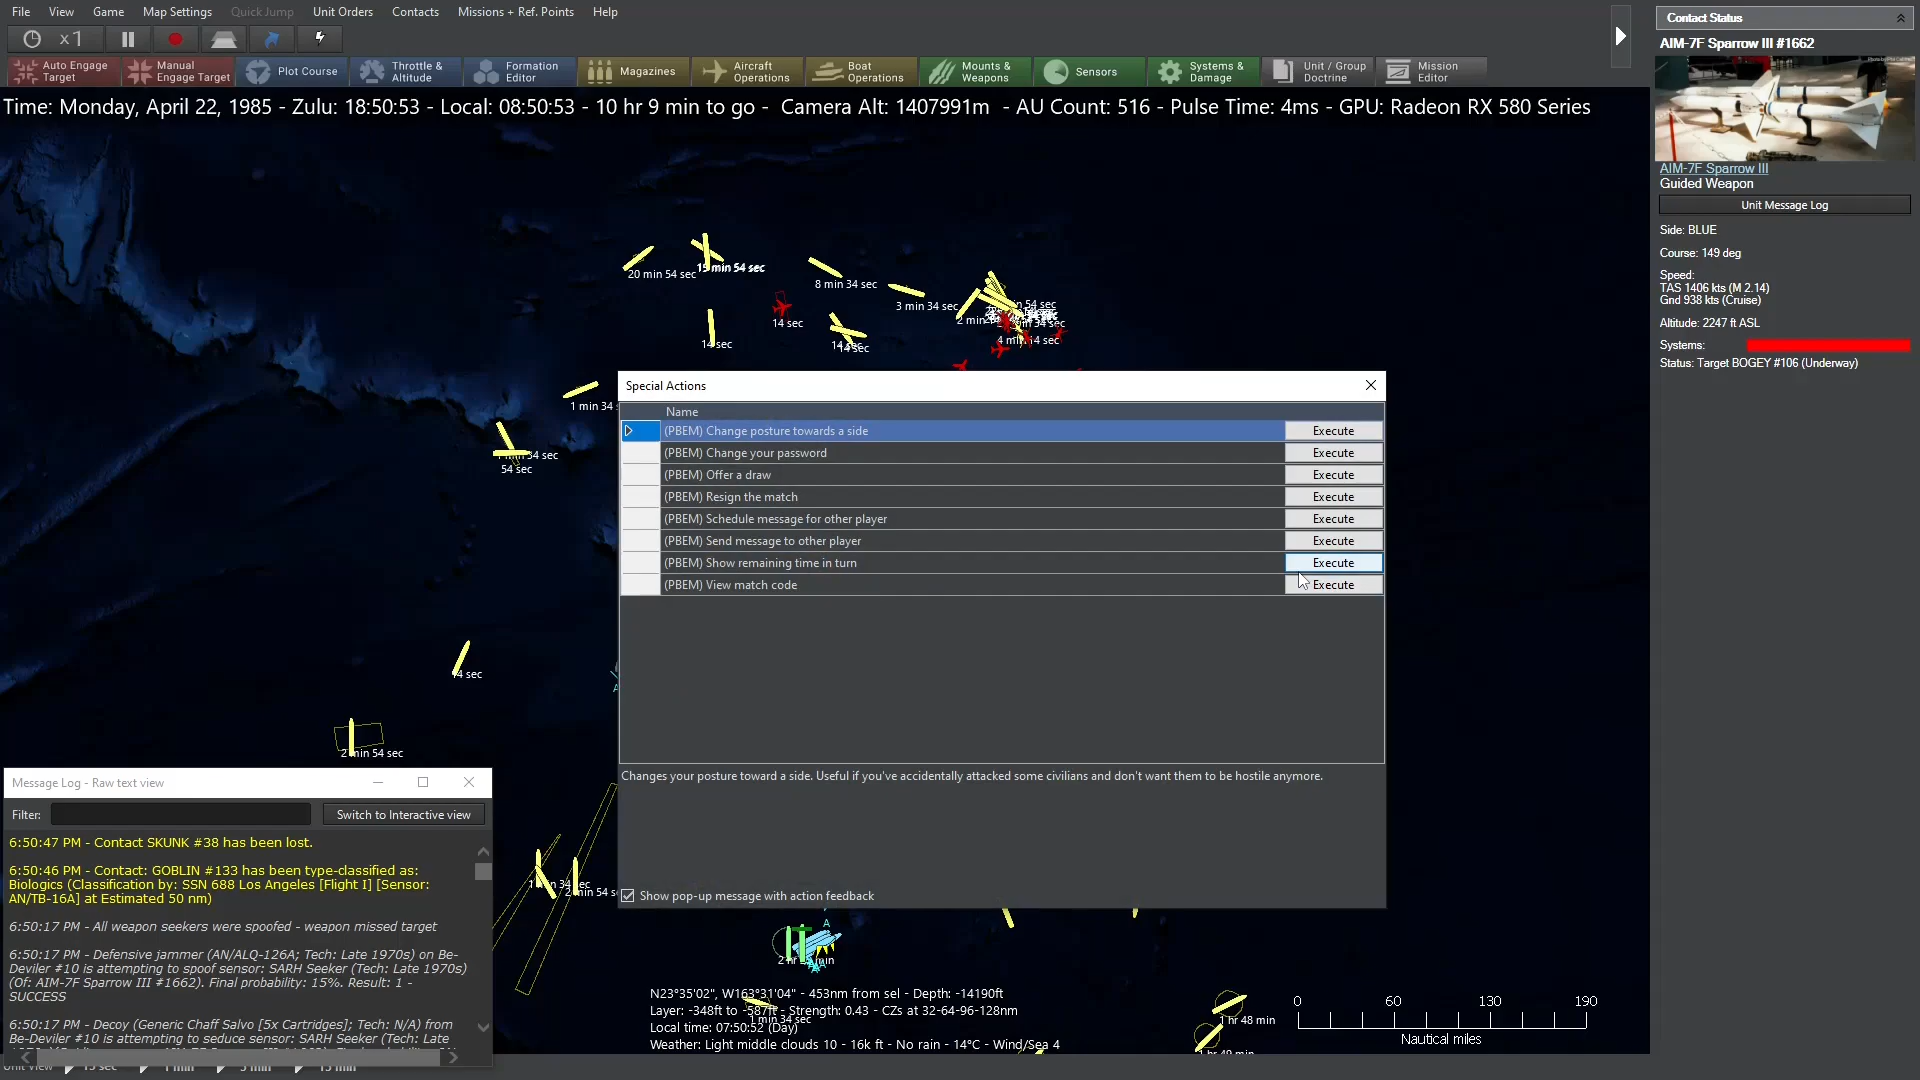 File View Game Map Settings Quick Jump Unit Orders Contacts Missions + Ref. Points Help
x1
Auto Engage Target
Manual Engage Target
Plot Course
Throttle & Altitude
Formation Editor
Magazines
Aircraft Operations
Boat Operations
Mounts & Weapons
Sensors
Systems & Damage
Unit / Group Doctrine
Mission Editor
Time: Monday, April 22, 1985 - Zulu: 18:50:53 - Local: 08:50:53 - 10 hr 9 min to go - Camera Alt: 1407991m - AU Count: 516 - Pulse Time: 4ms - GPU: Radeon RX 580 Series
20 min 54 sec
min 54 sec
8 min 34 sec
3 min 34 sec
14 sec
14 sec
14 sec
1 min 34
34 sec
54 sec
2 min 54 sec
Special Actions
Name
(PBEM) Change posture towards a side Execute
(PBEM) Change your password Execute
(PBEM) Offer a draw Execute
(PBEM) Resign the match Execute
(PBEM) Schedule message for other player Execute
(PBEM) Send message to other player Execute
(PBEM) Show remaining time in turn Execute
(PBEM) View match code Execute
Changes your posture toward a side. Useful if you've accidentally attacked some civilians and don't want them to be hostile anymore.
Show pop-up message with action feedback
Message Log - Raw text view
Filter:
Switch to Interactive view
6:50:47 PM - Contact SKUNK #38 has been lost.
6:50:46 PM - Contact: GOBLIN #133 has been type-classified as:
Biologics (Classification by: SSN 688 Los Angeles [Flight I] [Sensor:
AN/TB-16A] at Estimated 50 nm)
6:50:17 PM - All weapon seekers were spoofed - weapon missed target
6:50:17 PM - Defensive jammer (AN/ALQ-126A; Tech: Late 1970s) on Be-
Deviler #10 is attempting to spoof sensor: SARH Seeker (Tech: Late 1970s)
(Of: AIM-7F Sparrow III #1662). Final probability: 15%. Result: 1 -
SUCCESS
6:50:17 PM - Decoy (Generic Chaff Salvo [5x Cartridges]; Tech: N/A) from
Be-Deviler #10 is attempting to seduce sensor: SARH Seeker (Tech: Late
N23°35'02", W163°31'04" - 453nm from sel - Depth: -14190ft
Layer: -348ft to -587ft - Strength: 0.43 - CZs at 32-64-96-128nm
Local time: 07:50:52 (Day)
Weather: Light middle clouds 10 - 16k ft - No rain - 14°C - Wind/Sea 4
1 hr 48 min
0 60 130 190
Nautical miles
Contact Status
AIM-7F Sparrow III #1662
AIM-7F Sparrow III
Guided Weapon
Unit Message Log
Side: BLUE
Course: 149 deg
Speed:
TAS 1406 kts (M 2.14)
Gnd 938 kts (Cruise)
Altitude: 2247 ft ASL
Systems:
Status: Target BOGEY #106 (Underway)